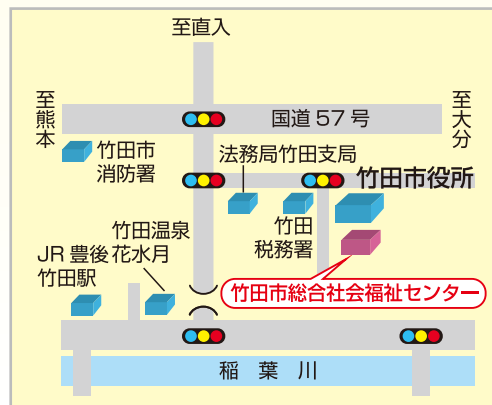 至直入
至熊本
国道57号
至大分
竹田市
消防署
法務局竹田支局
竹田市役所
竹田
税務署
竹田温泉
花水月
JR豊後
竹田駅
竹田市総合社会福祉センター
稲葉川